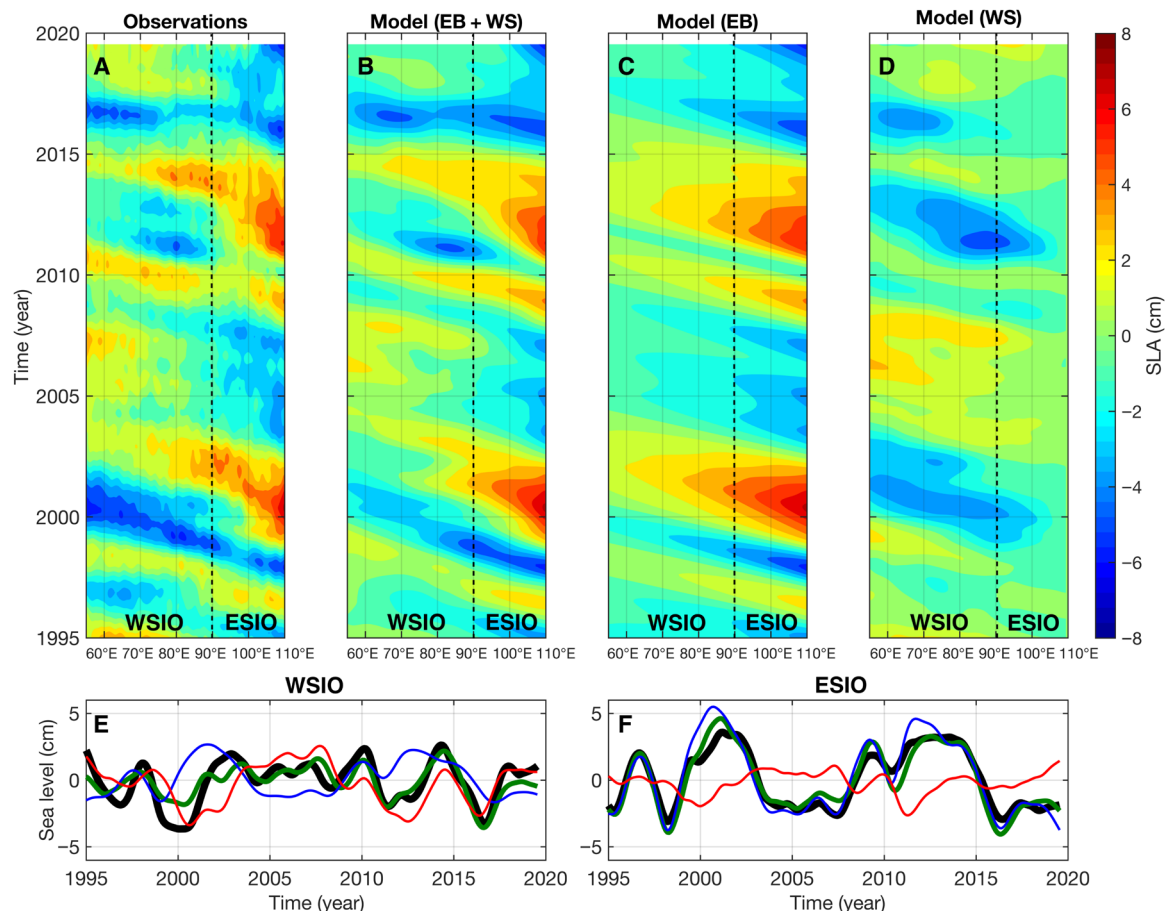 Observations
Model (EB + WS)
Model (EB)
Model (WS)
A
B
C
D
2020
2015
2010
2005
2000
1995
Time (year)
WSIO ESIO
WSIO ESIO
WSIO ESIO
WSIO ESIO
60°E 70°E 80°E 90°E 100°E 110°E
60°E 70°E 80°E 90°E 100°E 110°E
60°E 70°E 80°E 90°E 100°E 110°E
60°E 70°E 80°E 90°E 100°E 110°E
8
6
4
2
0
−2
−4
−6
−8
SLA (cm)
WSIO
E
5
0
−5
Sea level (cm)
1995 2000 2005 2010 2015 2020
Time (year)
ESIO
F
5
0
−5
1995 2000 2005 2010 2015 2020
Time (year)